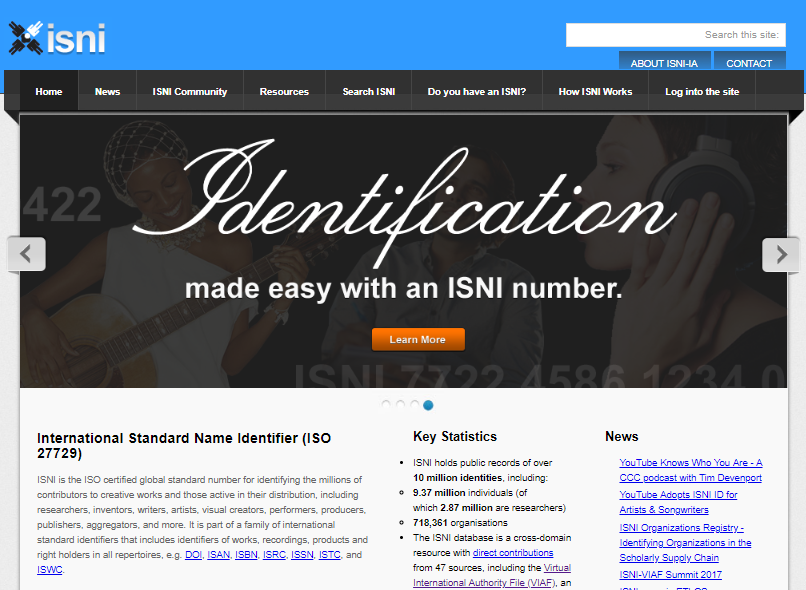 isni
Search this site:
ABOUT ISNI-IA
CONTACT
Home
News
ISNI Community
Resources
Search ISNI
Do you have an ISNI?
How ISNI Works
Log into the site
422
Identification
made easy with an ISNI number.
Learn More
ISNI 7722 4586 1234 0
International Standard Name Identifier (ISO
27729)
ISNI is the ISO certified global standard number for identifying the millions of
contributors to creative works and those active in their distribution, including
researchers, inventors, writers, artists, visual creators, performers, producers,
publishers, aggregators, and more. It is part of a family of international
standard identifiers that includes identifiers of works, recordings, products and
right holders in all repertoires, e.g. DOI, ISAN, ISBN, ISRC, ISSN, ISTC, and
ISWC.
Key Statistics
ISNI holds public records of over
10 million identities, including:
9.37 million individuals (of
which 2.87 million are researchers)
718,361 organisations
The ISNI database is a cross-domain
resource with direct contributions
from 47 sources, including the Virtual
International Authority File (VIAF), an
News
YouTube Knows Who You Are - A
CCC podcast with Tim Devenport
YouTube Adopts ISNI ID for
Artists & Songwriters
ISNI Organizations Registry -
Identifying Organizations in the
Scholarly Supply Chain
ISNI-VIAF Summit 2017